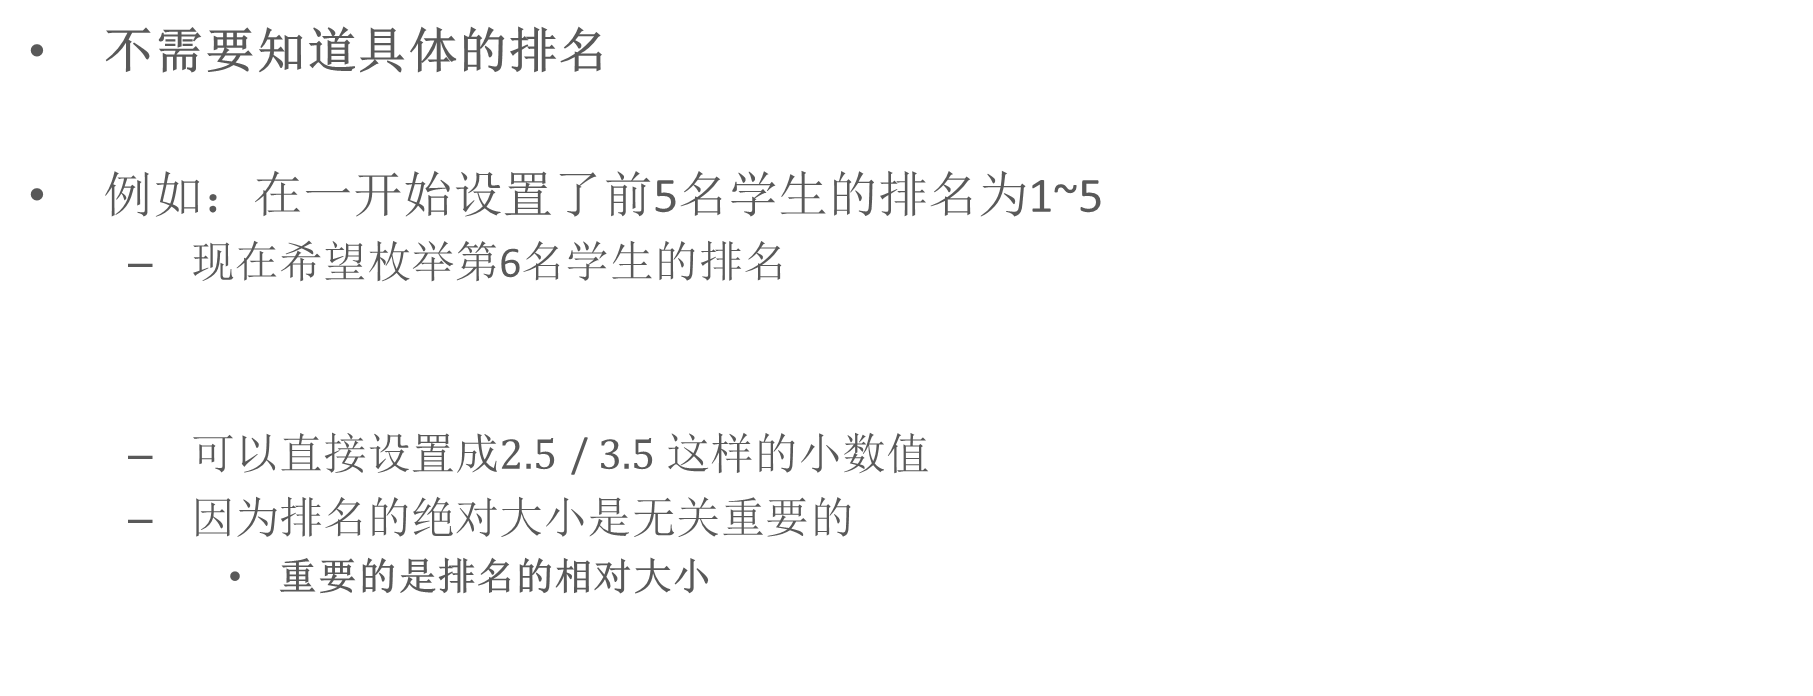 • 不需要知道具体的排名
• 例如：在一开始设置了前5名学生的排名为1~5
– 现在希望枚举第6名学生的排名
– 可以直接设置成2.5 / 3.5 这样的小数值
– 因为排名的绝对大小是无关重要的
• 重要的是排名的相对大小